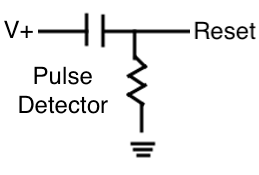 V+
Reset
Pulse
Detector